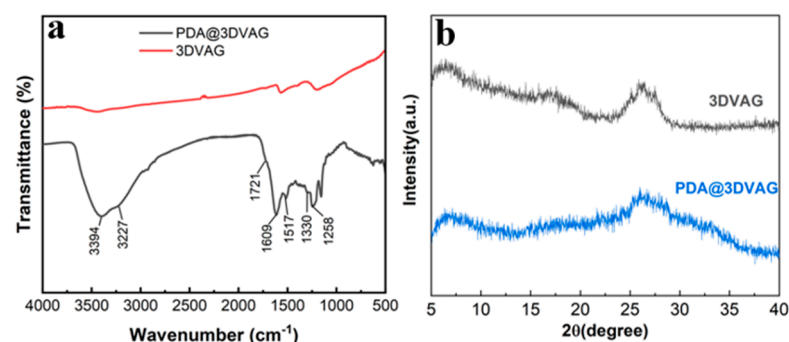 a
PDA@3DVAG
3DVAG
Transmittance (%)
3394
3227
1721
1609
1517
1330
1258
4000 3500 3000 2500 2000 1500 1000 500
Wavenumber (cm-1)
b
3DVAG
PDA@3DVAG
Intensity(a.u.)
5 10 15 20 25 30 35 40
2θ(degree)